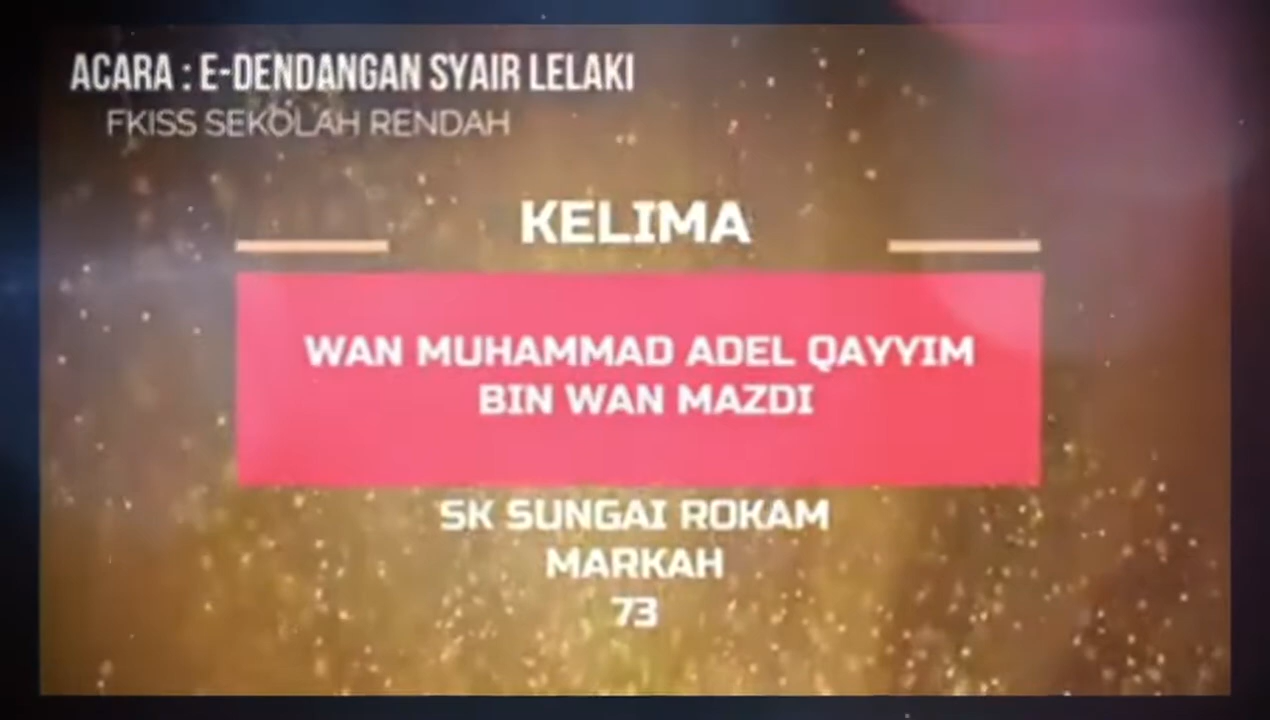 ACARA : E-DENDANGAN SYAIR LELAKI
FKISS SEKOLAH RENDAH
KELIMA
WAN MUHAMMAD ADEL QAYYIM
BIN WAN MAZDI
SK SUNGAI ROKAM
MARKAH
73